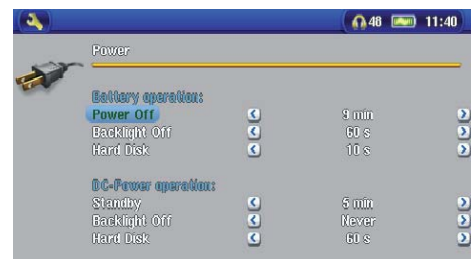 48 11:40
Power
Battery operation:
Power Off 9 min
Backlight Off 60 s
Hard Disk 10 s
DC-Power operation:
Standby 5 min
Backlight Off Never
Hard Disk 60 s